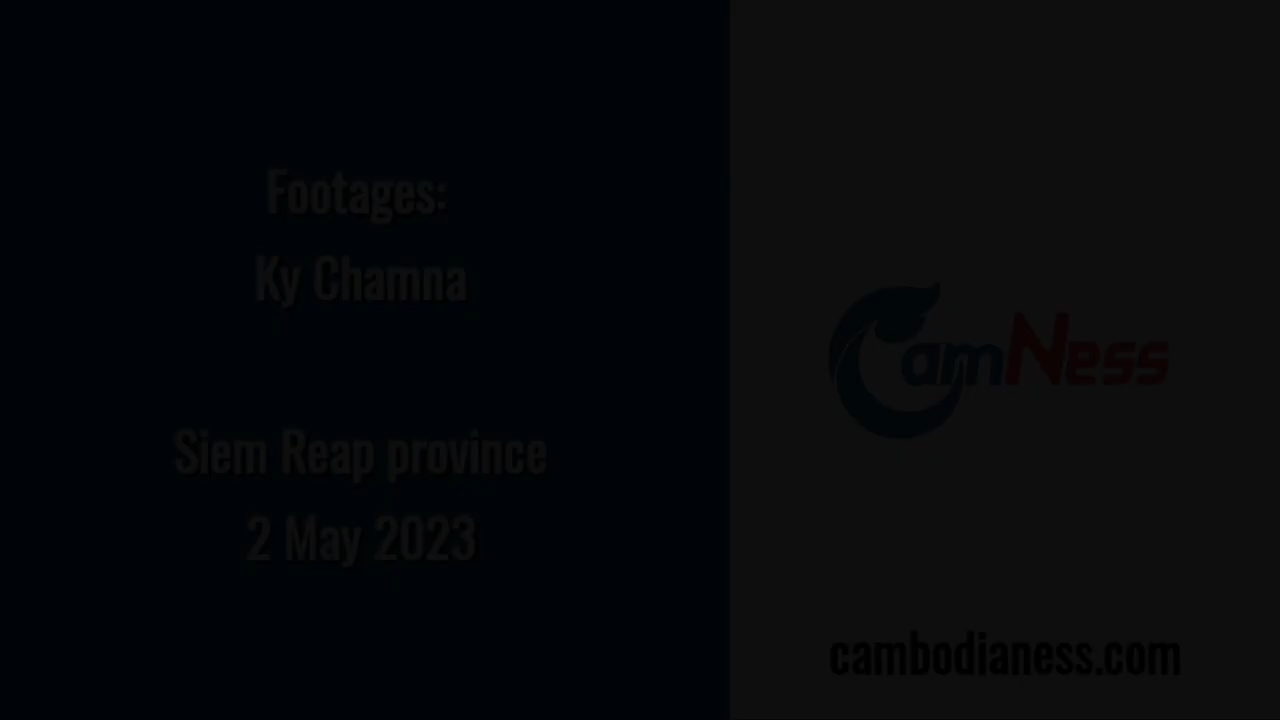 Footages:
Ky Chamna
Siem Reap province
2 May 2023
CamNess
cambodianess.com